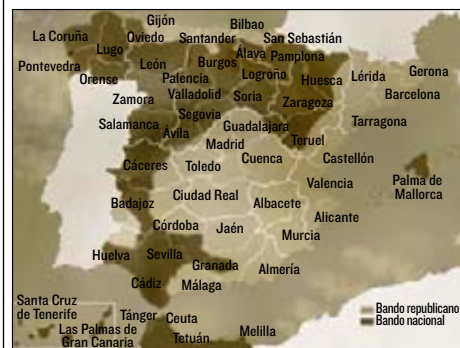 Gijón
Bilbao
La Coruña
Oviedo
Santander
San Sebastián
Lugo
Álava
Pamplona
Pontevedra
León
Burgos
Logroño
Huesca
Lérida
Gerona
Orense
Palencia
Zamora
Valladolid
Soria
Zaragoza
Barcelona
Segovia
Tarragona
Salamanca
Guadalajara
Ávila
Madrid
Teruel
Cáceres
Toledo
Cuenca
Castellón
Valencia
Palma de
Mallorca
Badajoz
Ciudad Real
Albacete
Alicante
Córdoba
Jaén
Murcia
Huelva
Sevilla
Granada
Almería
Cádiz
Málaga
Santa Cruz
de Tenerife
Las Palmas de
Gran Canaria
Tánger
Ceuta
Tetuán
Melilla
Bando republicano
Bando nacional